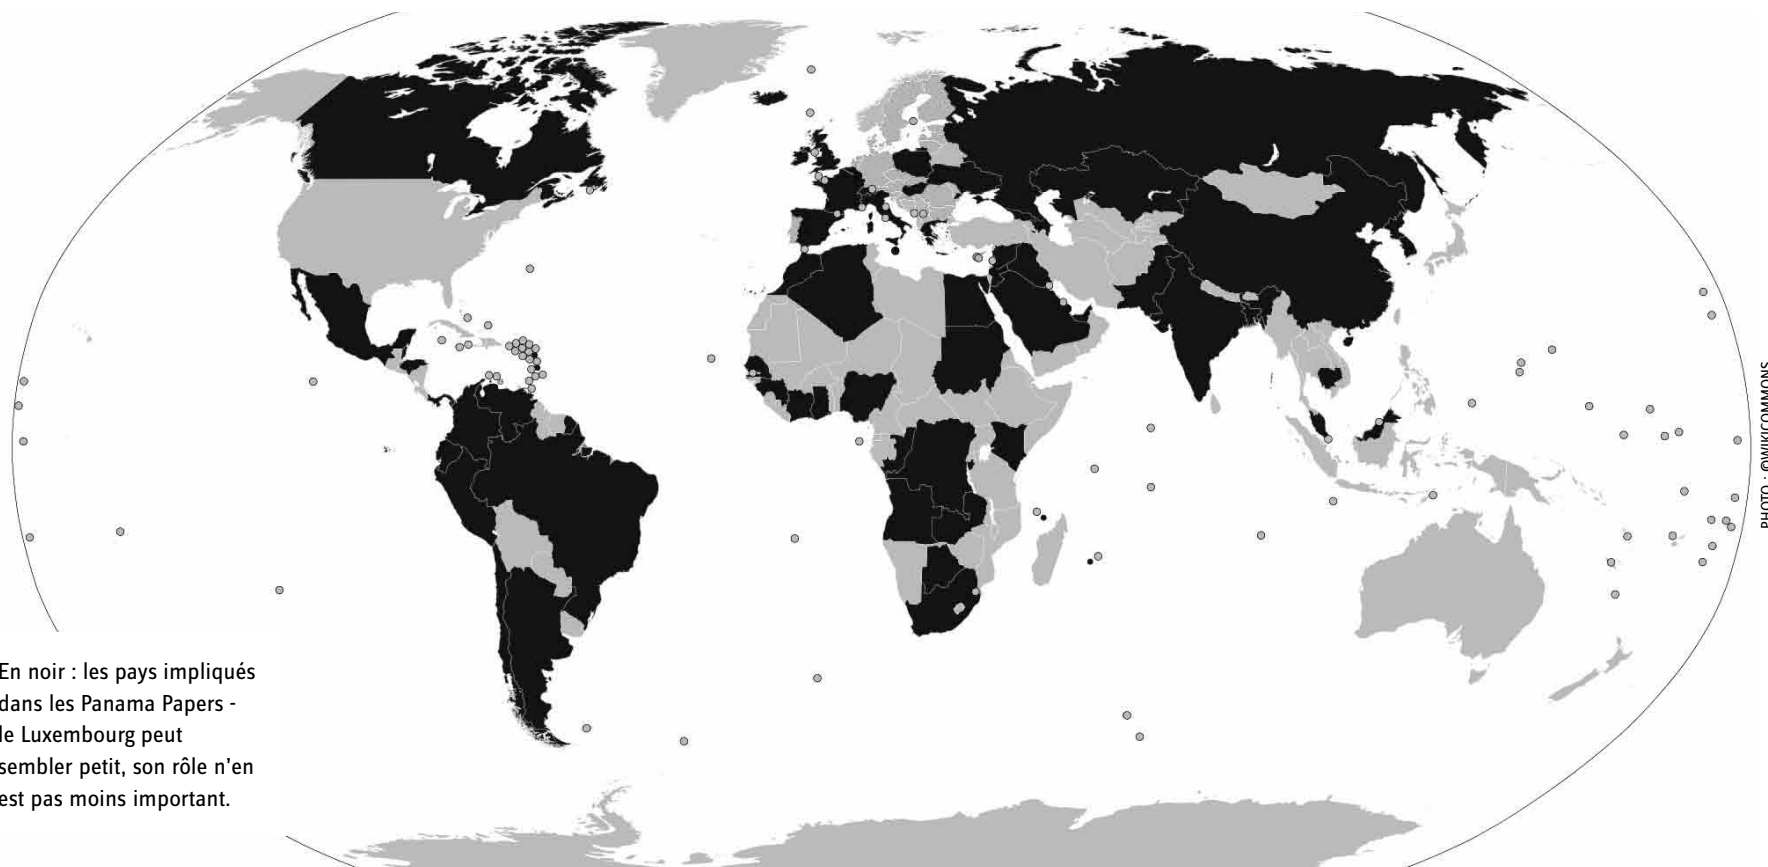 En noir : les pays impliqués
dans les Panama Papers -
le Luxembourg peut
sembler petit, son rôle n'en
est pas moins important.
PHOTO : ©WIKICOMMONS